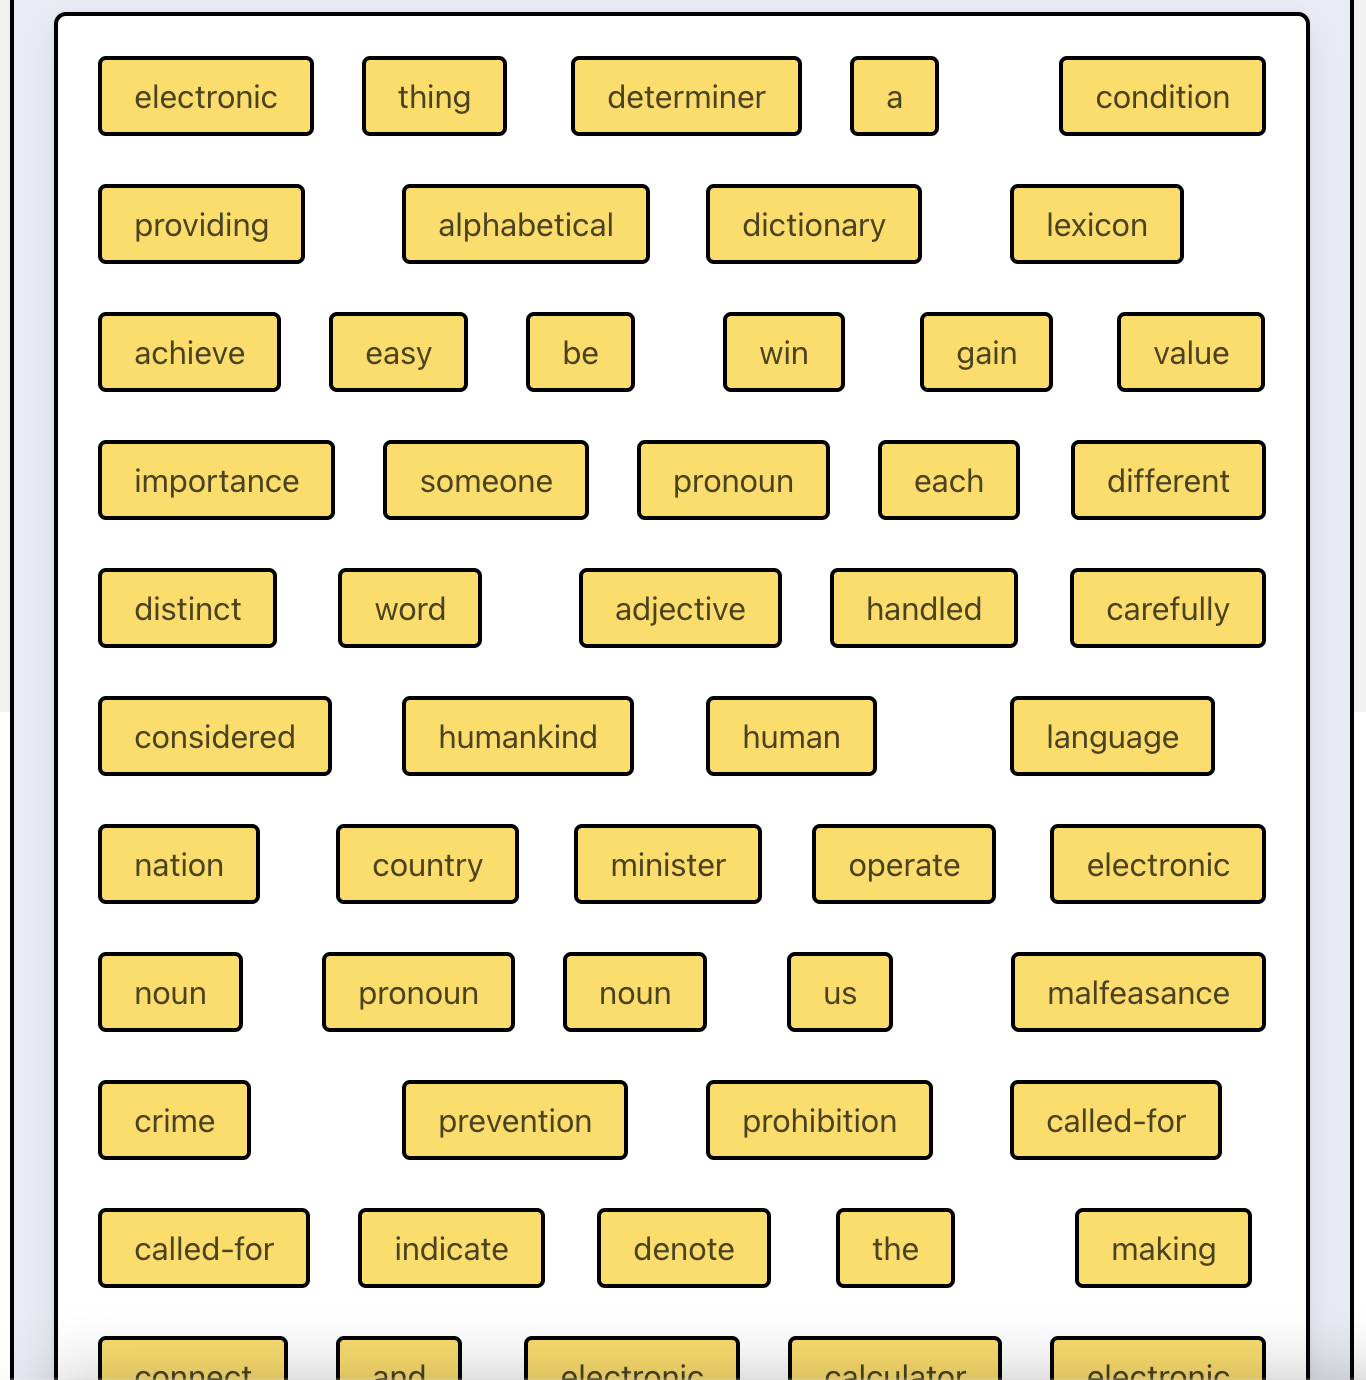 electronic thing determiner a condition
providing alphabetical dictionary lexicon
achieve easy be win gain value
importance someone pronoun each different
distinct word adjective handled carefully
considered humankind human language
nation country minister operate electronic
noun pronoun noun us malfeasance
crime prevention prohibition called-for
called-for indicate denote the making
connect and electronic calculator electronic